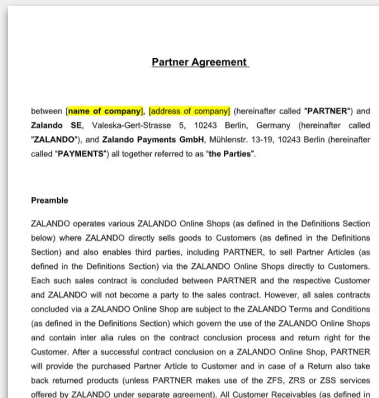 Partner Agreement
between [name of company], [address of company] (hereinafter called "PARTNER") and
Zalando SE, Valeska-Gert-Strasse 5, 10243 Berlin, Germany (hereinafter called
"ZALANDO"), and Zalando Payments GmbH, Mühlenstr. 13-19, 10243 Berlin (hereinafter
called "PAYMENTS") all together referred to as "the Parties".
Preamble
ZALANDO operates various ZALANDO Online Shops (as defined in the Definitions Section
below) where ZALANDO directly sells goods to Customers (as defined in the Definitions
Section) and also enables third parties, including PARTNER, to sell Partner Articles (as
defined in the Definitions Section) via the ZALANDO Online Shops directly to Customers.
Each such sales contract is concluded between PARTNER and the respective Customer
and ZALANDO will not become a party to the sales contract. However, all sales contracts
concluded via a ZALANDO Online Shop are subject to the ZALANDO Terms and Conditions
(as defined in the Definitions Section) which govern the use of the ZALANDO Online Shops
and contain inter alia rules on the contract conclusion process and return right for the
Customer. After a successful contract conclusion on a ZALANDO Online Shop, PARTNER
will provide the purchased Partner Article to Customer and in case of a Return also take
back returned products (unless PARTNER makes use of the ZFS, ZRS or ZSS services
offered by ZALANDO under separate agreement). All Customer Receivables (as defined in